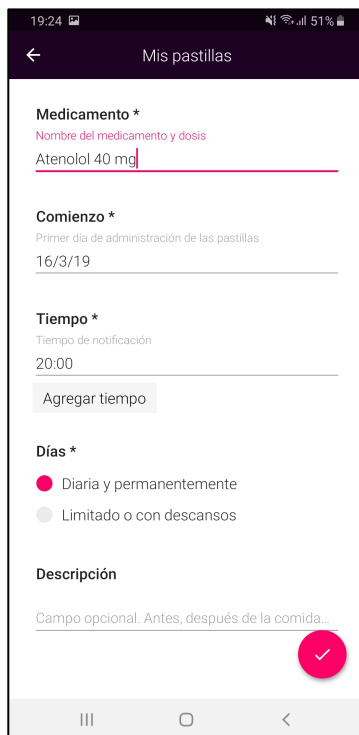 19:24 51%
Mis pastillas
Medicamento *
Nombre del medicamento y dosis
Atenolol 40 mg
Comienzo *
Primer día de administración de las pastillas
16/3/19
Tiempo *
Tiempo de notificación
20:00
Agregar tiempo
Días *
Diaria y permanentemente
Limitado o con descansos
Descripción
Campo opcional. Antes, después de la comida...